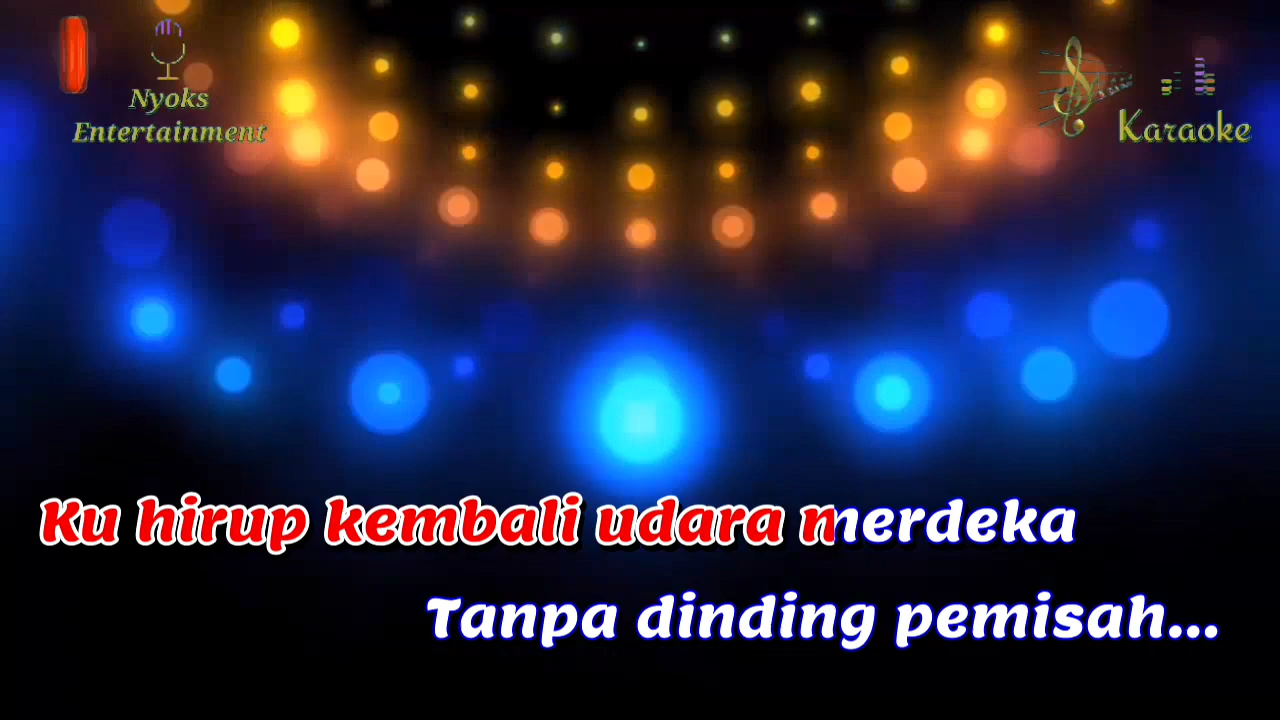 Nyoks
Entertainment
Karaoke
Ku hirup kembali udara merdeka
Tanpa dinding pemisah...